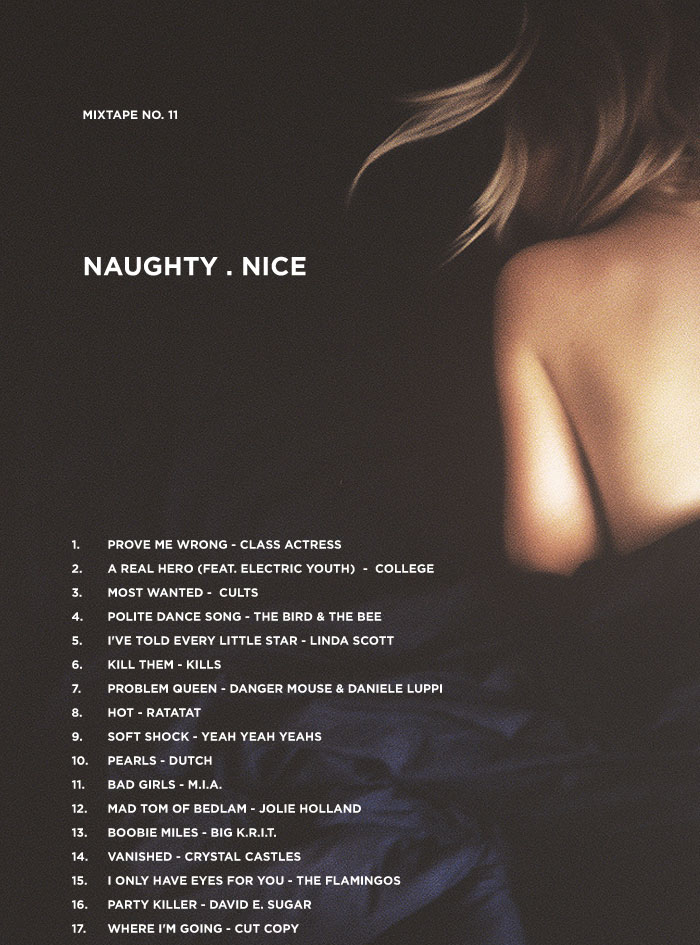 MIXTAPE NO. 11
NAUGHTY . NICE
1. PROVE ME WRONG - CLASS ACTRESS
2. A REAL HERO (FEAT. ELECTRIC YOUTH) - COLLEGE
3. MOST WANTED - CULTS
4. POLITE DANCE SONG - THE BIRD & THE BEE
5. I'VE TOLD EVERY LITTLE STAR - LINDA SCOTT
6. KILL THEM - KILLS
7. PROBLEM QUEEN - DANGER MOUSE & DANIELE LUPPI
8. HOT - RATATAT
9. SOFT SHOCK - YEAH YEAH YEAHS
10. PEARLS - DUTCH
11. BAD GIRLS - M.I.A.
12. MAD TOM OF BEDLAM - JOLIE HOLLAND
13. BOOBIE MILES - BIG K.R.I.T.
14. VANISHED - CRYSTAL CASTLES
15. I ONLY HAVE EYES FOR YOU - THE FLAMINGOS
16. PARTY KILLER - DAVID E. SUGAR
17. WHERE I'M GOING - CUT COPY